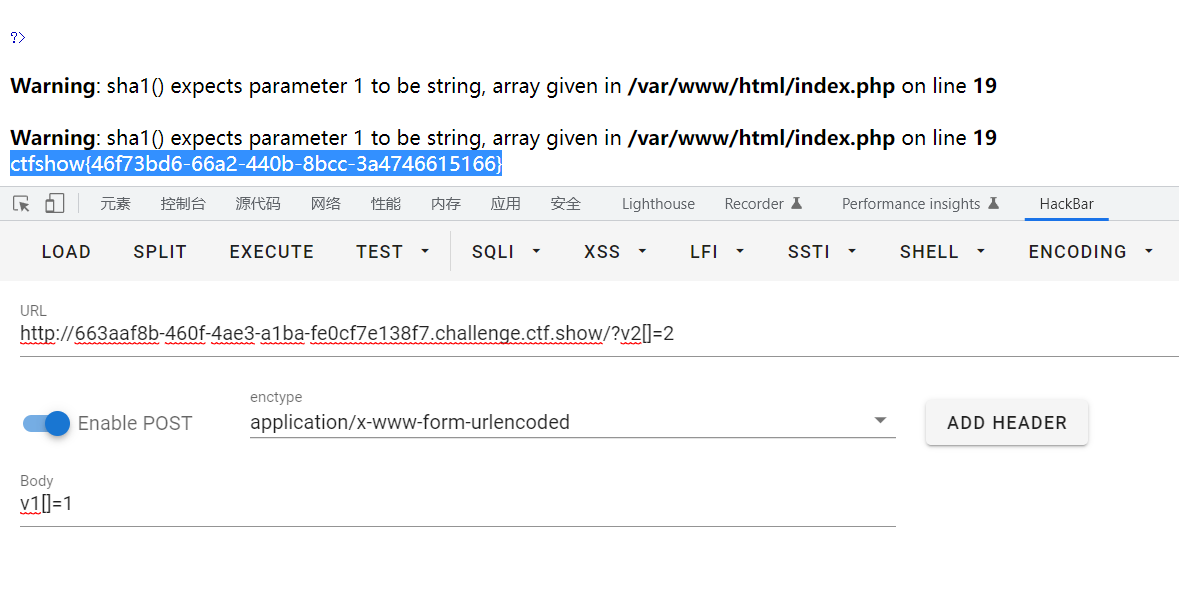 ?>
Warning: sha1() expects parameter 1 to be string, array given in /var/www/html/index.php on line 19
Warning: sha1() expects parameter 1 to be string, array given in /var/www/html/index.php on line 19
ctfshow{46f73bd6-66a2-440b-8bcc-3a4746615166}
元素 控制台 源代码 网络 性能 内存 应用 安全 Lighthouse Recorder Performance insights HackBar
LOAD SPLIT EXECUTE TEST SQLI XSS LFI SSTI SHELL ENCODING
URL
http://663aaf8b-460f-4ae3-a1ba-fe0cf7e138f7.challenge.ctf.show/?v2[]=2
enctype
Enable POST application/x-www-form-urlencoded ADD HEADER
Body
v1[]=1